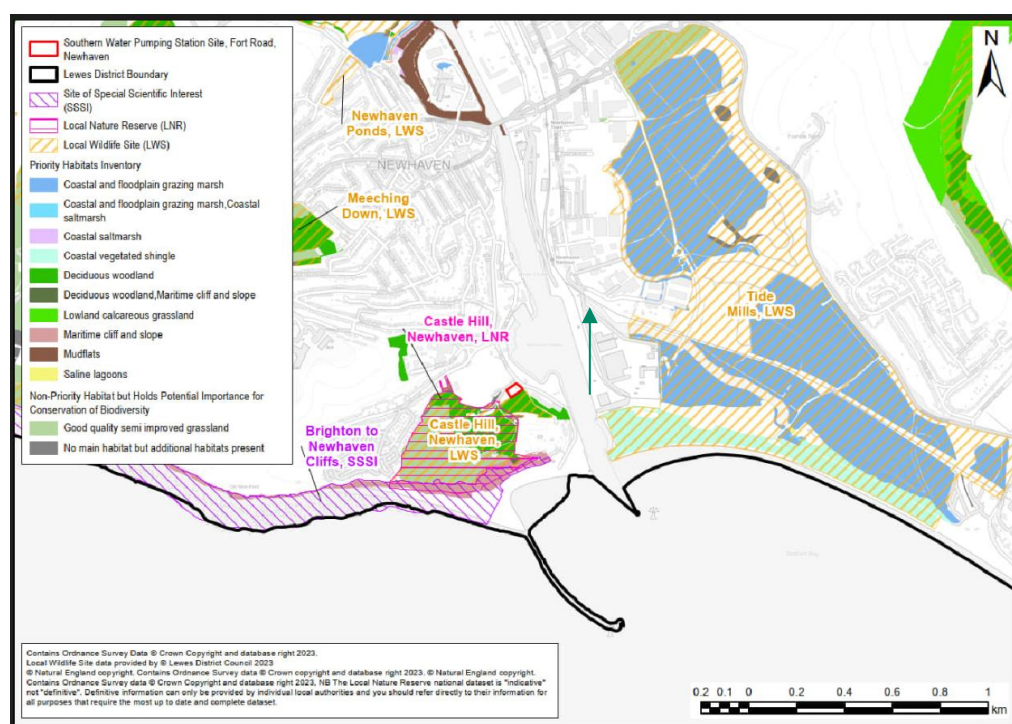 Southern Water Pumping Station Site, Fort Road,
Newhaven
Lewes District Boundary
Site of Special Scientific Interest
(SSSI)
Local Nature Reserve (LNR)
Local Wildlife Site (LWS)
Priority Habitats Inventory
Coastal and floodplain grazing marsh
Coastal and floodplain grazing marsh,Coastal
saltmarsh
Coastal saltmarsh
Coastal vegetated shingle
Deciduous woodland
Deciduous woodland,Maritime cliff and slope
Lowland calcareous grassland
Maritime cliff and slope
Mudflats
Saline lagoons
Non-Priority Habitat but Holds Potential Importance for
Conservation of Biodiversity
Good quality semi improved grassland
No main habitat but additional habitats present
N
Newhaven
Ponds, LWS
NEWHAVEN
Meeching
Down, LWS
Tide
Mills, LWS
Castle Hill,
Newhaven, LNR
Castle Hill,
Newhaven,
LWS
Brighton to
Newhaven
Cliffs, SSSI
Contains Ordnance Survey Data © Crown Copyright and database right 2023.
Local Wildlife Site data provided by © Lewes District Council 2023
© Natural England copyright. Contains Ordnance Survey data © Crown copyright and database right 2023. © Natural England copyright.
Contains Ordnance Survey data © Crown Copyright and database right 2023, NB The Local Nature Reserve national dataset is "indicative"
not "definitive". Definitive information can only be provided by individual local authorities and you should refer directly to their information for
all purposes that require the most up to date and complete dataset.
0.2 0.1 0 0.2 0.4 0.6 0.8 1
km